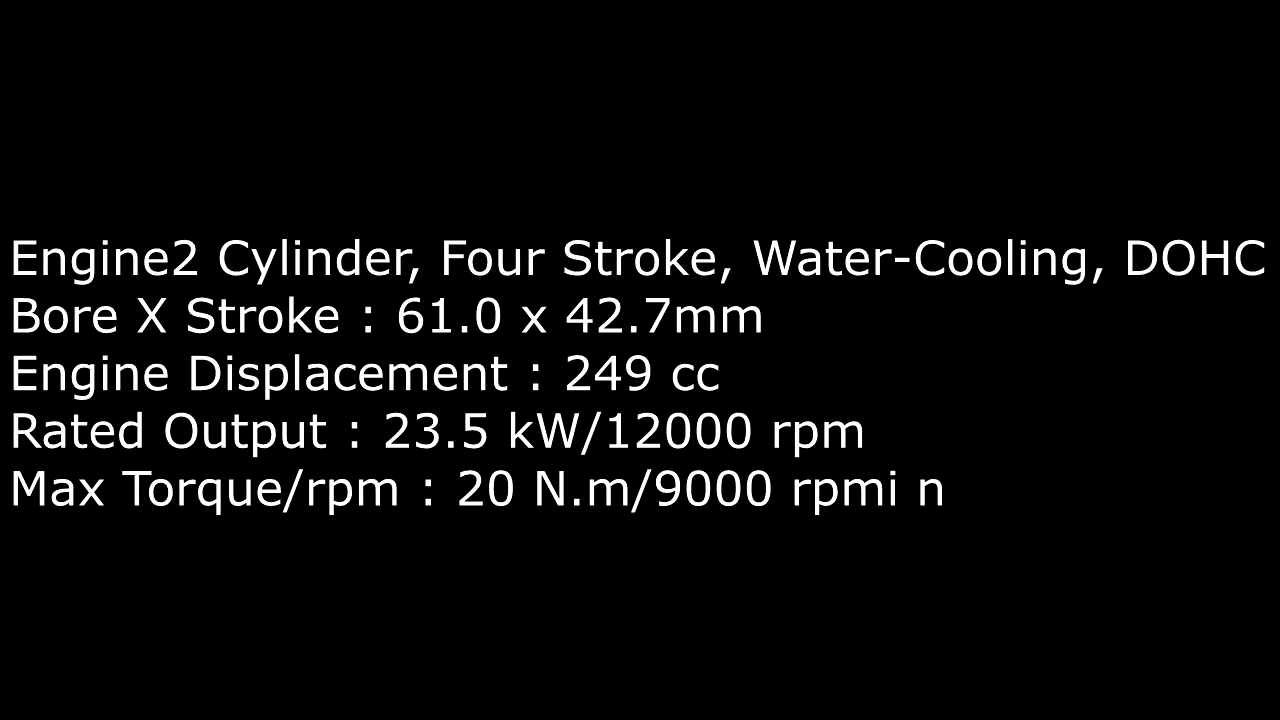 Engine2 Cylinder, Four Stroke, Water-Cooling, DOHC
Bore X Stroke : 61.0 x 42.7mm
Engine Displacement : 249 cc
Rated Output : 23.5 kW/12000 rpm
Max Torque/rpm : 20 N.m/9000 rpmi n